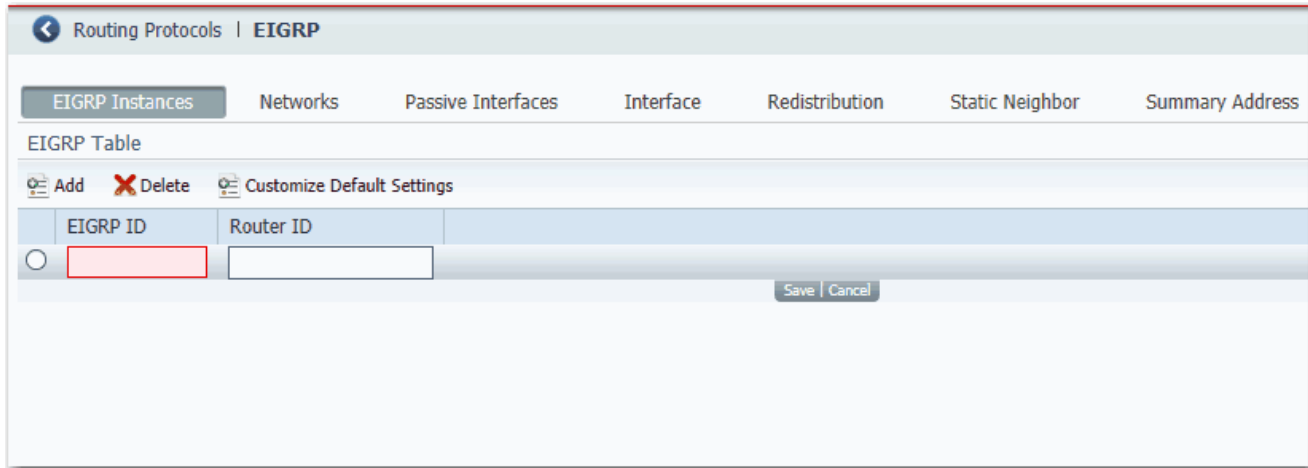 Routing Protocols | EIGRP
EIGRP Instances Networks Passive Interfaces Interface Redistribution Static Neighbor Summary Address
EIGRP Table
Add Delete Customize Default Settings
EIGRP ID Router ID
Save | Cancel